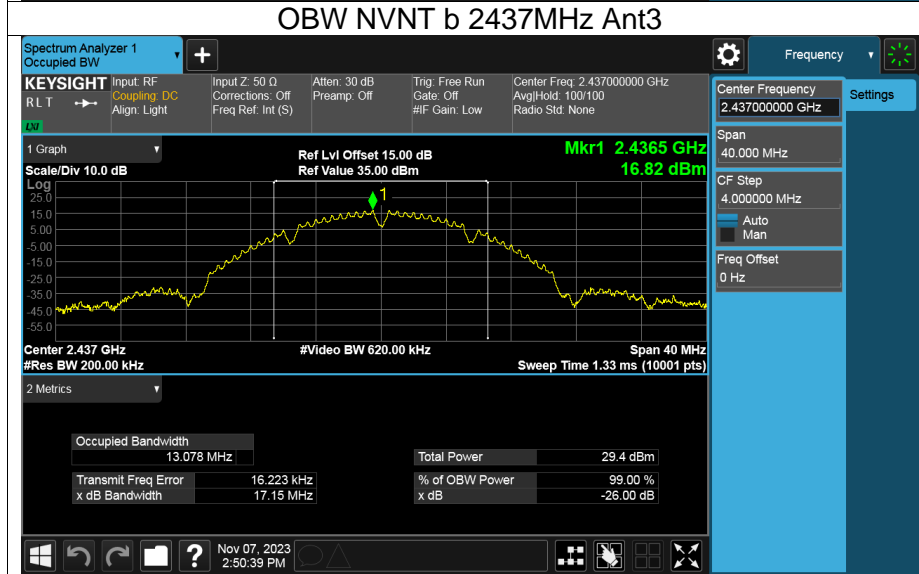 OBW NVNT b 2437MHz Ant3
Spectrum Analyzer 1
Occupied BW
+
Frequency
KEYSIGHT
R L T
LXI
Input: RF
Coupling: DC
Align: Light
Input Z: 50 Ω
Corrections: Off
Freq Ref: Int (S)
Atten: 30 dB
Preamp: Off
Trig: Free Run
Gate: Off
#IF Gain: Low
Center Freq: 2.437000000 GHz
Avg|Hold: 100/100
Radio Std: None
Center Frequency
2.437000000 GHz
Settings
Span
40.000 MHz
CF Step
4.000000 MHz
Auto
Man
Freq Offset
0 Hz
1 Graph
Scale/Div 10.0 dB
Ref Lvl Offset 15.00 dB
Ref Value 35.00 dBm
Mkr1 2.4365 GHz
16.82 dBm
Log
25.0
15.0
5.00
-5.00
-15.0
-25.0
-35.0
-45.0
-55.0
1
Center 2.437 GHz
#Res BW 200.00 kHz
#Video BW 620.00 kHz
Span 40 MHz
Sweep Time 1.33 ms (10001 pts)
2 Metrics
Occupied Bandwidth
13.078 MHz
Total Power 29.4 dBm
Transmit Freq Error 16.223 kHz
% of OBW Power 99.00 %
x dB Bandwidth 17.15 MHz
x dB -26.00 dB
?
Nov 07, 2023
2:50:39 PM